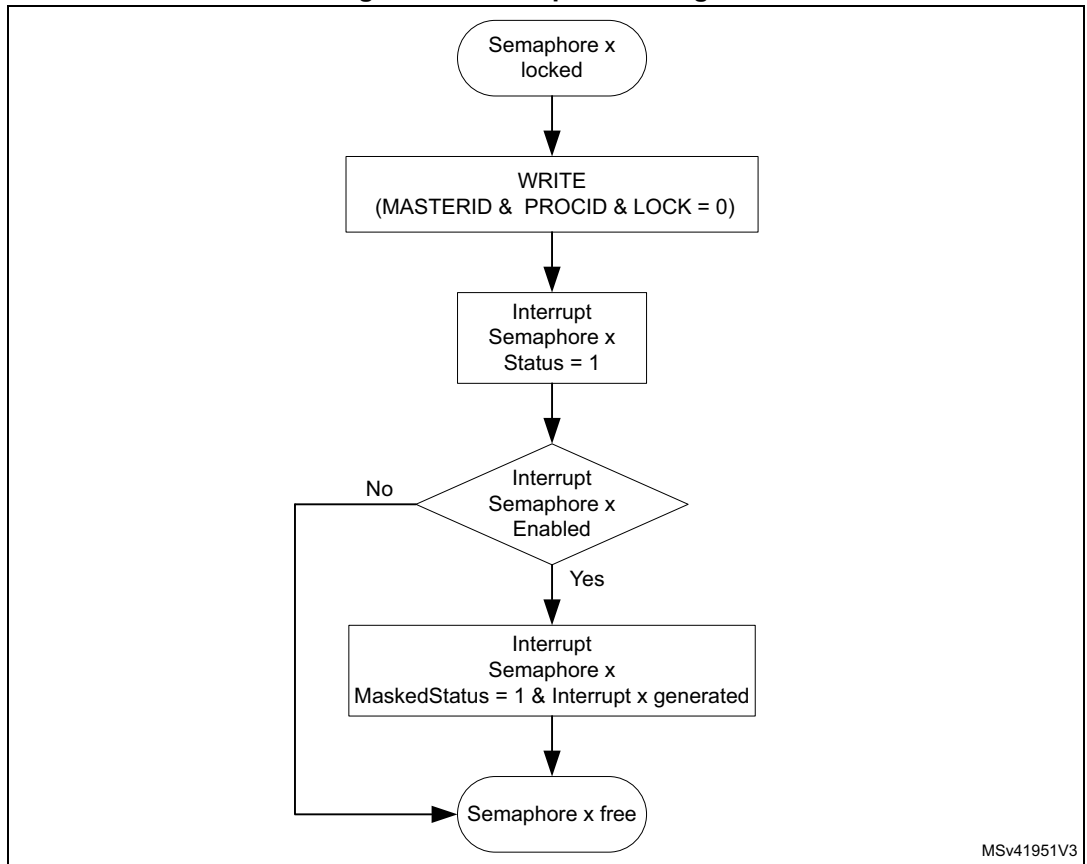 Semaphore x
locked
WRITE
(MASTERID & PROCID & LOCK = 0)
Interrupt
Semaphore x
Status = 1
Interrupt
Semaphore x
Enabled
No
Yes
Interrupt
Semaphore x
MaskedStatus = 1 & Interrupt x generated
Semaphore x free
MSv41951V3